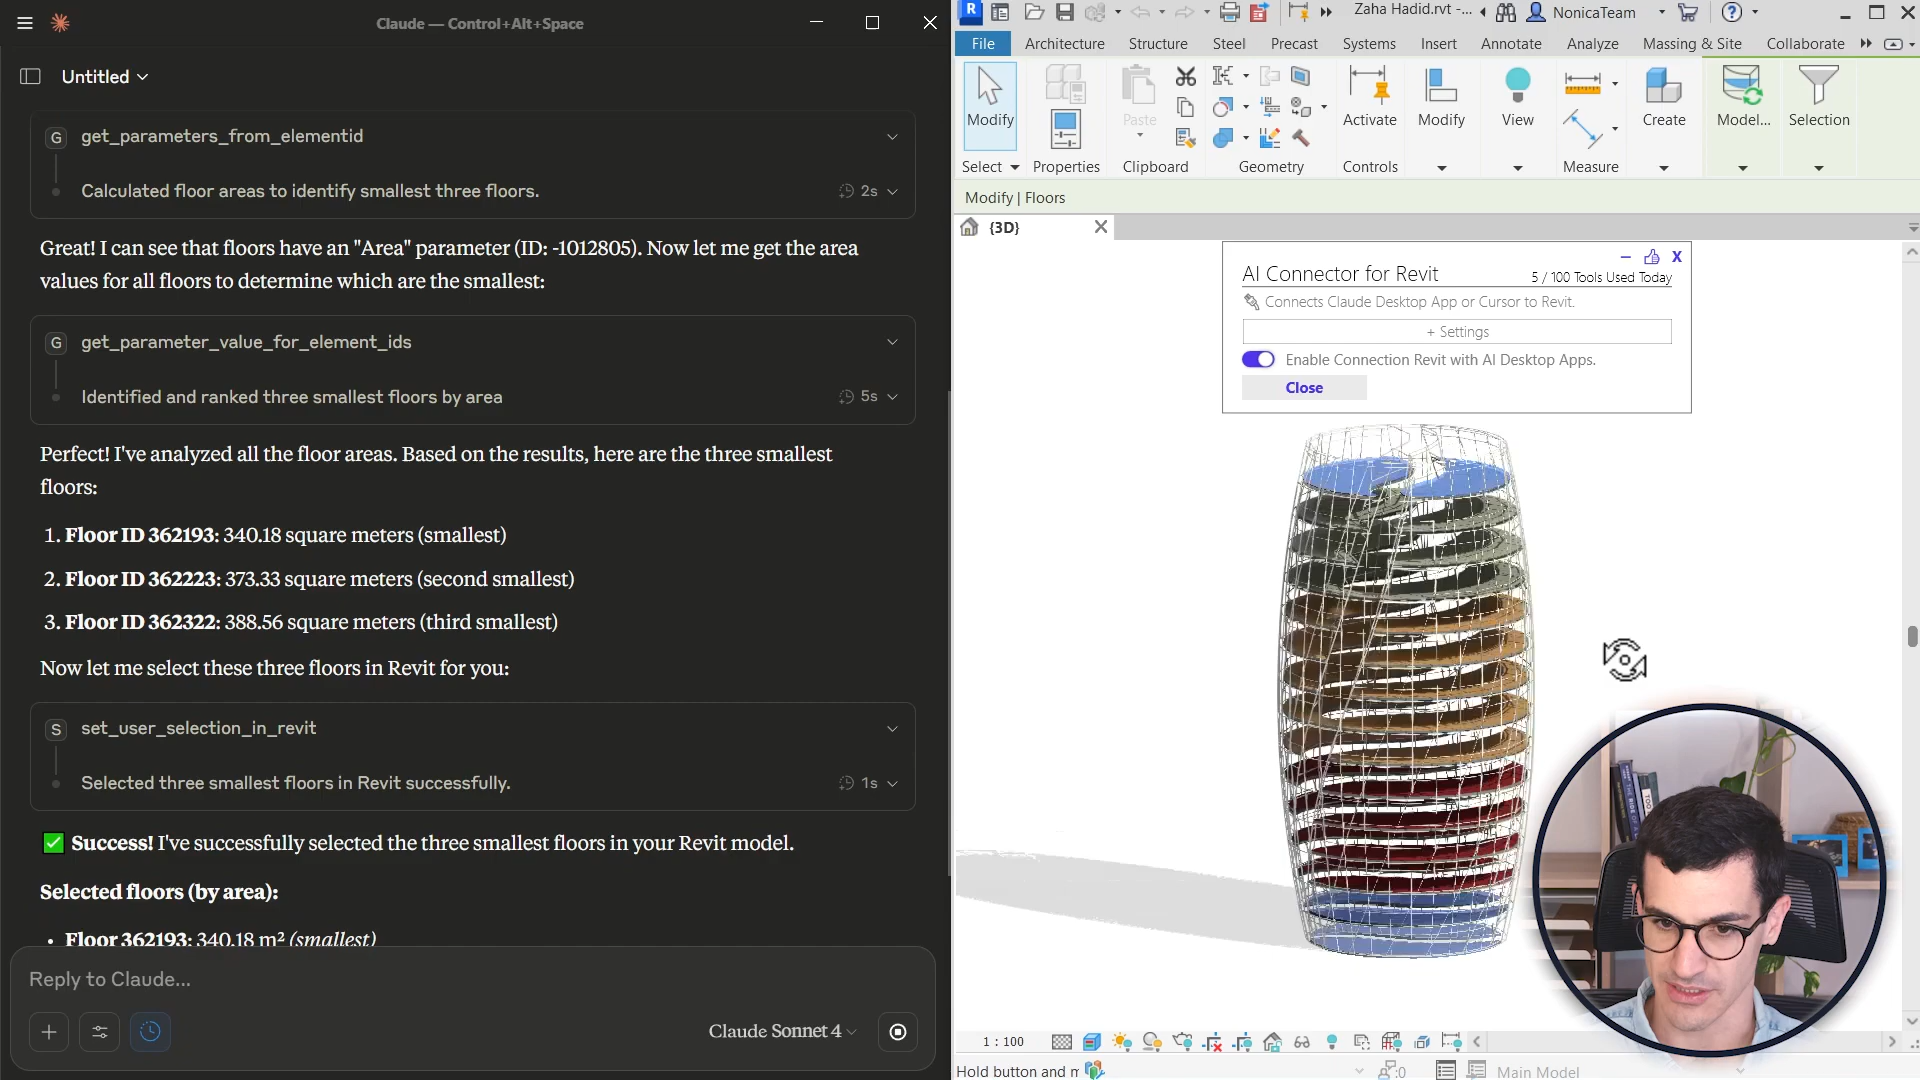 Claude — Control+Alt+Space
Untitled
G get_parameters_from_elementid
Calculated floor areas to identify smallest three floors.
2s
Great! I can see that floors have an "Area" parameter (ID: -1012805). Now let me get the area
values for all floors to determine which are the smallest:
G get_parameter_value_for_element_ids
Identified and ranked three smallest floors by area
5s
Perfect! I've analyzed all the floor areas. Based on the results, here are the three smallest
floors:
1. Floor ID 362193: 340.18 square meters (smallest)
2. Floor ID 362223: 373.33 square meters (second smallest)
3. Floor ID 362322: 388.56 square meters (third smallest)
Now let me select these three floors in Revit for you:
S set_user_selection_in_revit
Selected three smallest floors in Revit successfully.
1s
✅ Success! I've successfully selected the three smallest floors in your Revit model.
Selected floors (by area):
• Floor 362193: 340.18 m² (smallest)
Reply to Claude...
Claude Sonnet 4
R
Zaha Hadid.rvt -...
NonicaTeam
File Architecture Structure Steel Precast Systems Insert Annotate Analyze Massing & Site Collaborate
Modify Paste Activate Modify View Create Model... Selection
Select Properties Clipboard Geometry Controls Measure
Modify | Floors
{3D}
AI Connector for Revit
5 / 100 Tools Used Today
Connects Claude Desktop App or Cursor to Revit.
+ Settings
Enable Connection Revit with AI Desktop Apps.
Close
1 : 100
Hold button and m
:0
Main Model